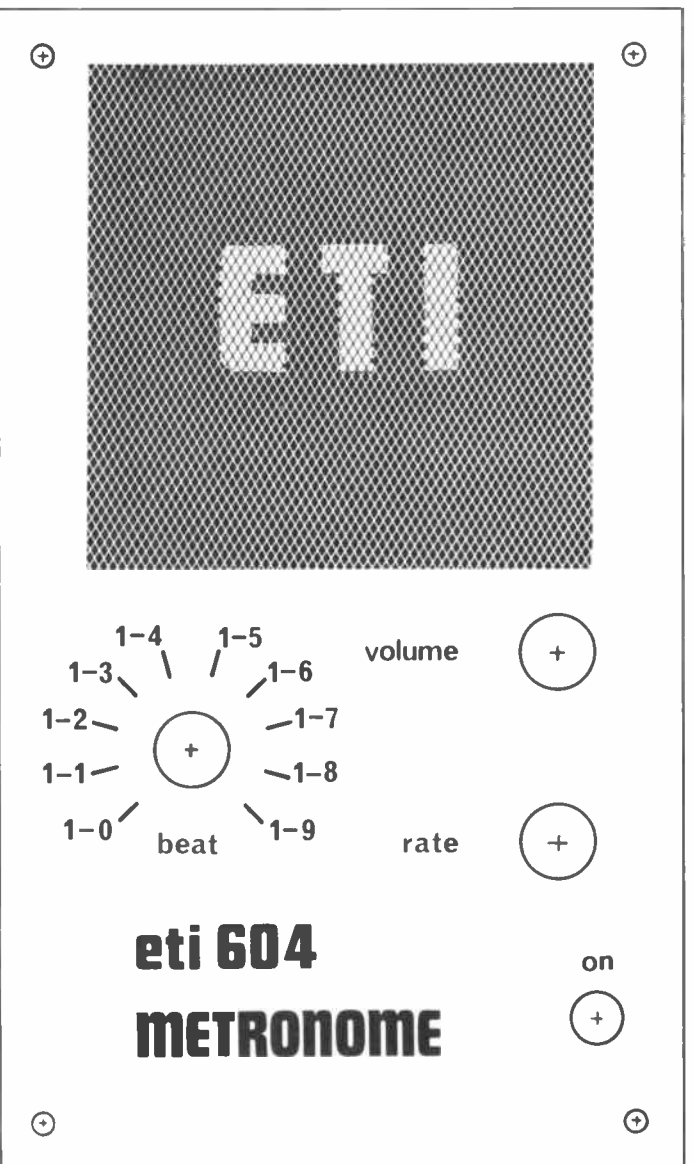 ETI
1-4
1-5
1-3
1-6
1-2
1-7
1-1
1-8
1-0
1-9
beat
volume
rate
eti 604
METRONOME
on